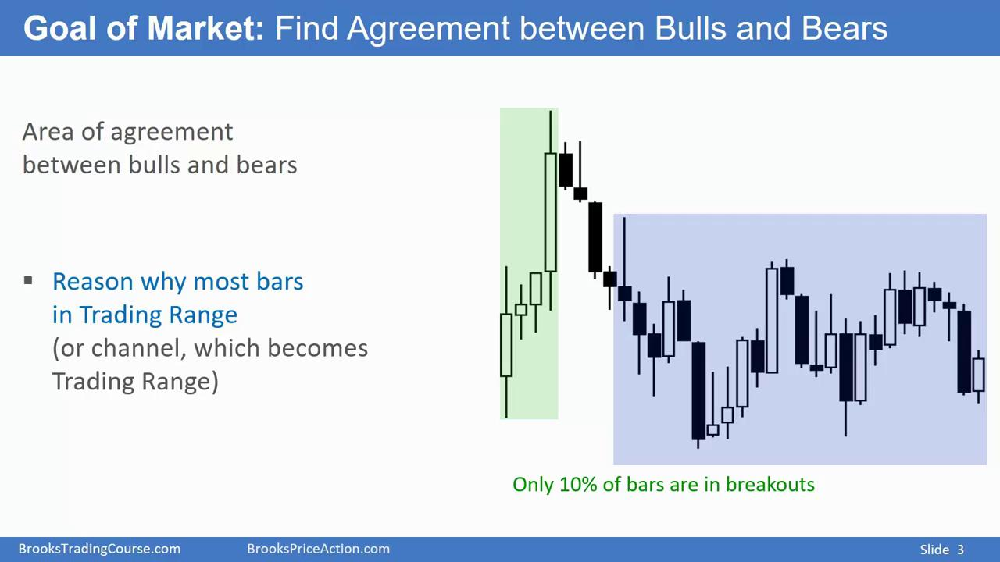 Goal of Market: Find Agreement between Bulls and Bears
Area of agreement
between bulls and bears
▪ Reason why most bars
in Trading Range
(or channel, which becomes
Trading Range)
Only 10% of bars are in breakouts
BrooksTradingCourse.com
BrooksPriceAction.com
Slide 3